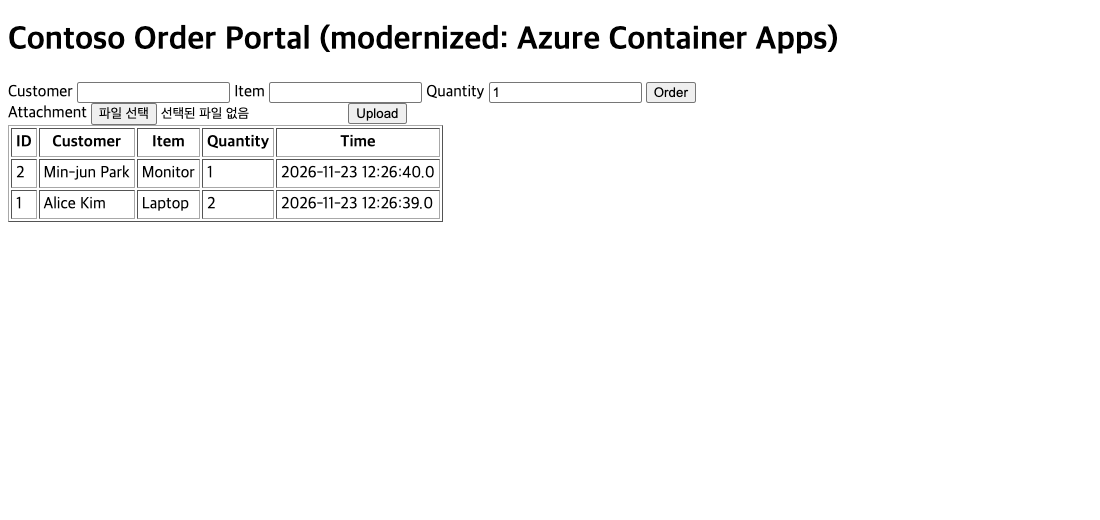 Contoso Order Portal (modernized: Azure Container Apps)
Customer Item Quantity 1 Order
Attachment 파일 선택 선택된 파일 없음 Upload
ID Customer Item Quantity Time
2 Min-jun Park Monitor 1 2026-11-23 12:26:40.0
1 Alice Kim Laptop 2 2026-11-23 12:26:39.0